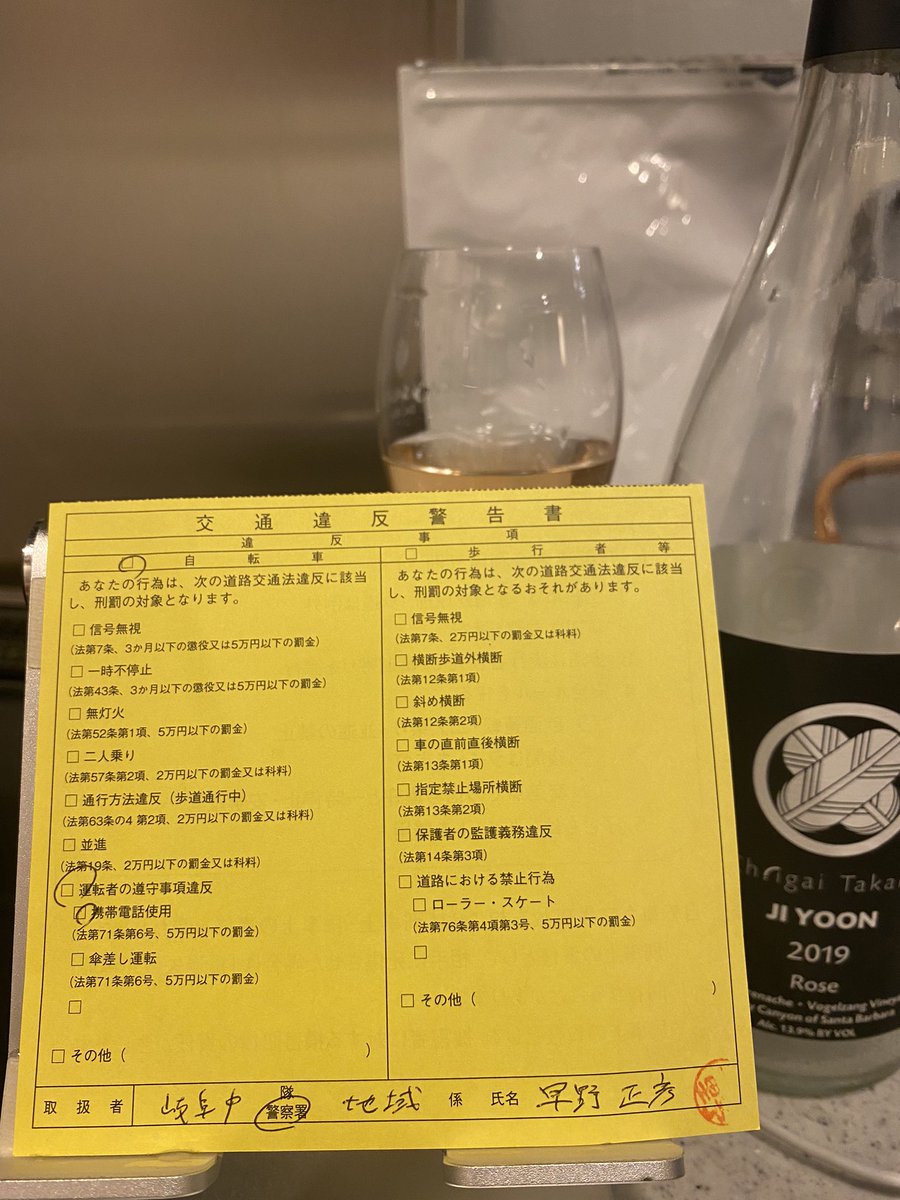 交通違反警告書
違反事項
□ 自転車
あなたの行為は、次の道路交通法違反に該当
し、刑罰の対象となります。
□ 信号無視
(法第7条、3か月以下の懲役又は5万円以下の罰金)
□ 一時不停止
(法第43条、3か月以下の懲役又は5万円以下の罰金)
□ 無灯火
(法第52条第1項、5万円以下の罰金)
□ 二人乗り
(法第57条第2項、2万円以下の罰金又は科料)
□ 通行方法違反（歩道通行中）
(法第63条の4 第2項、2万円以下の罰金又は科料)
□ 並進
(法第19条、2万円以下の罰金又は科料)
□ 運転者の遵守事項違反
□ 携帯電話使用
(法第71条第6号、5万円以下の罰金)
□ 傘差し運転
(法第71条第6号、5万円以下の罰金)
□
□ その他（　）
□ 歩行者等
あなたの行為は、次の道路交通法違反に該当
し、刑罰の対象となるおそれがあります。
□ 信号無視
(法第7条、2万円以下の罰金又は科料)
□ 横断歩道外横断
(法第12条第1項)
□ 斜め横断
(法第12条第2項)
□ 車の直前直後横断
(法第13条第1項)
□ 指定禁止場所横断
(法第13条第2項)
□ 保護者の監護義務違反
(法第14条第3項)
□ 道路における禁止行為
□ ローラー・スケート
(法第76条第4項第3号、5万円以下の罰金)
□
□ その他（　）
取扱者 岐阜中 隊 警察署 地域 係 氏名 早野 正彦
JI YOON
2019
Rose
Canyon of Santa Barbara
Alc. 13.9% BY VOL